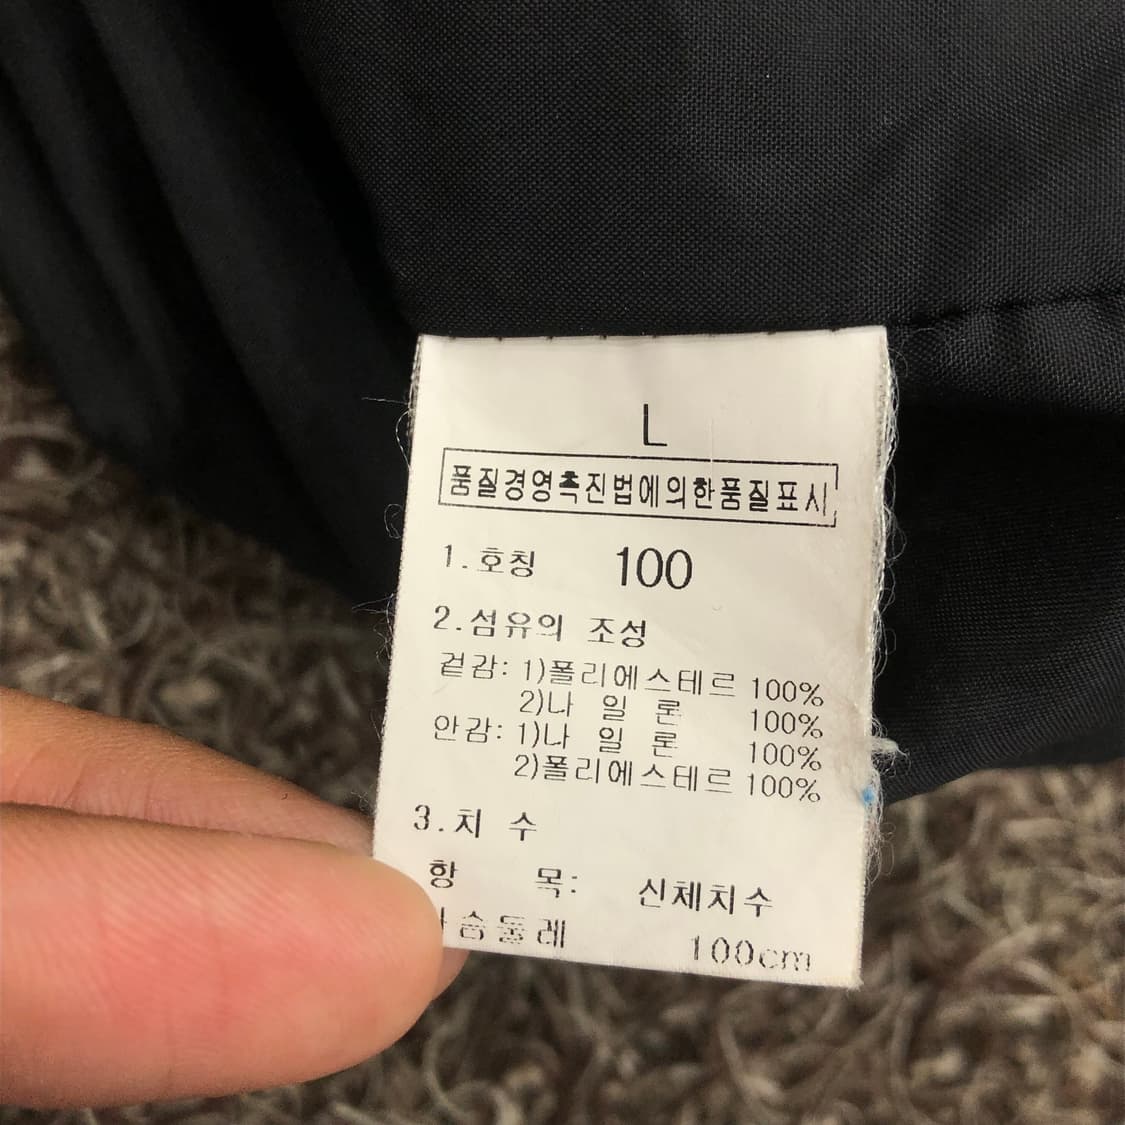 L
품질경영촉진법에의한품질표시
1.호칭 100
2.섬유의 조성
겉감: 1)폴리에스테르 100%
2)나 일 론 100%
안감: 1)나 일 론 100%
2)폴리에스테르 100%
3.치 수
항 목: 신체치수
가슴둘레 100cm